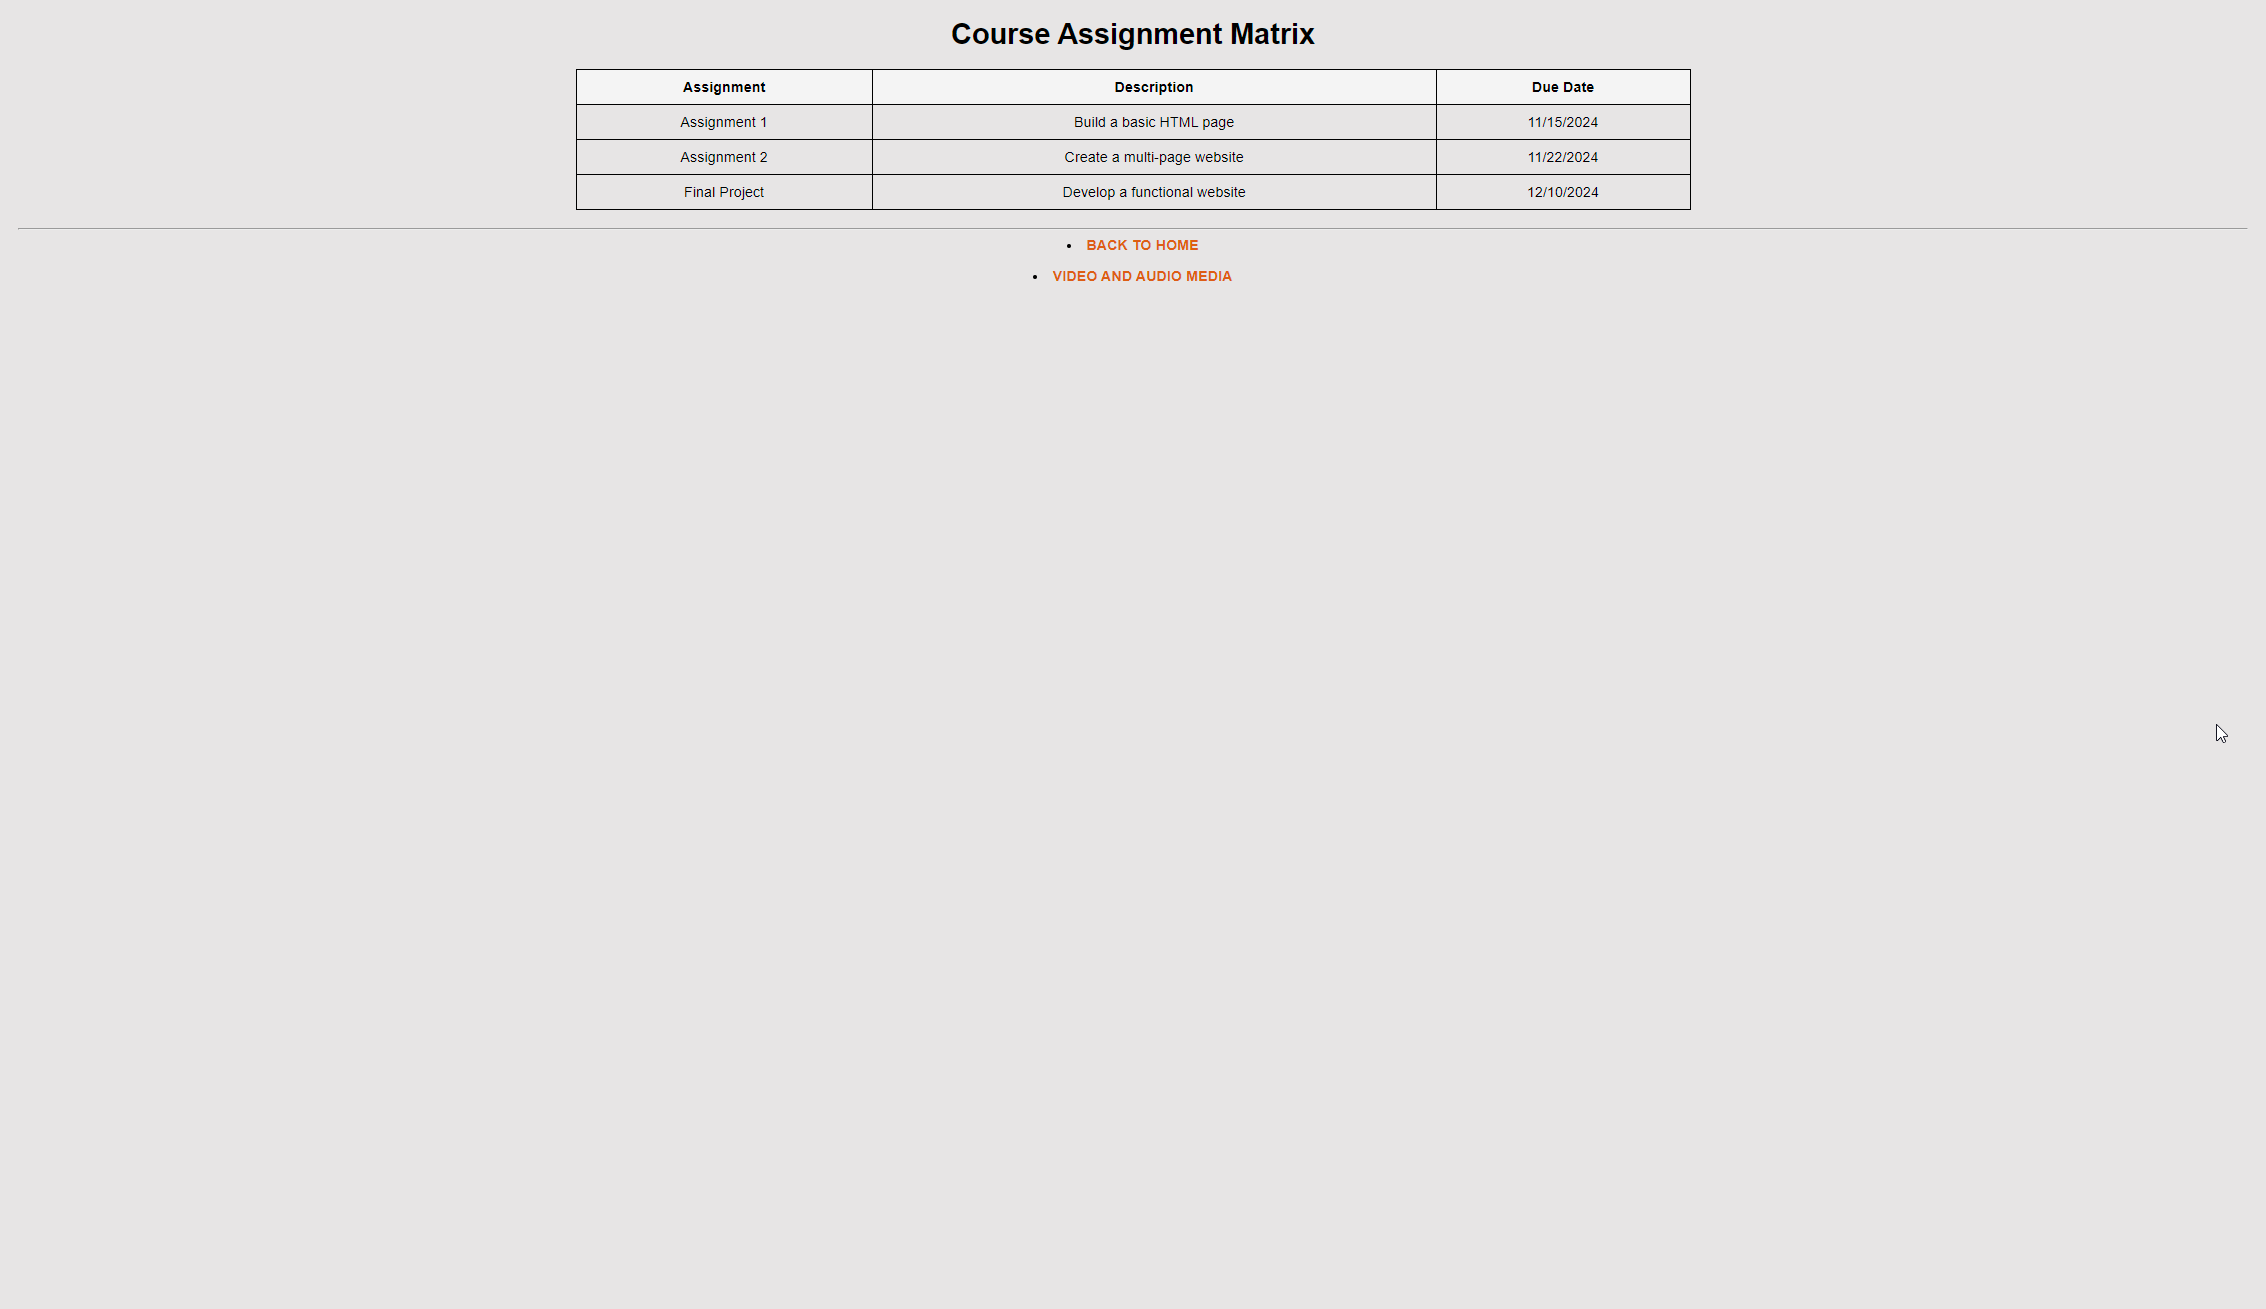 Course Assignment Matrix
Assignment Description Due Date
Assignment 1 Build a basic HTML page 11/15/2024
Assignment 2 Create a multi-page website 11/22/2024
Final Project Develop a functional website 12/10/2024
• BACK TO HOME
• VIDEO AND AUDIO MEDIA